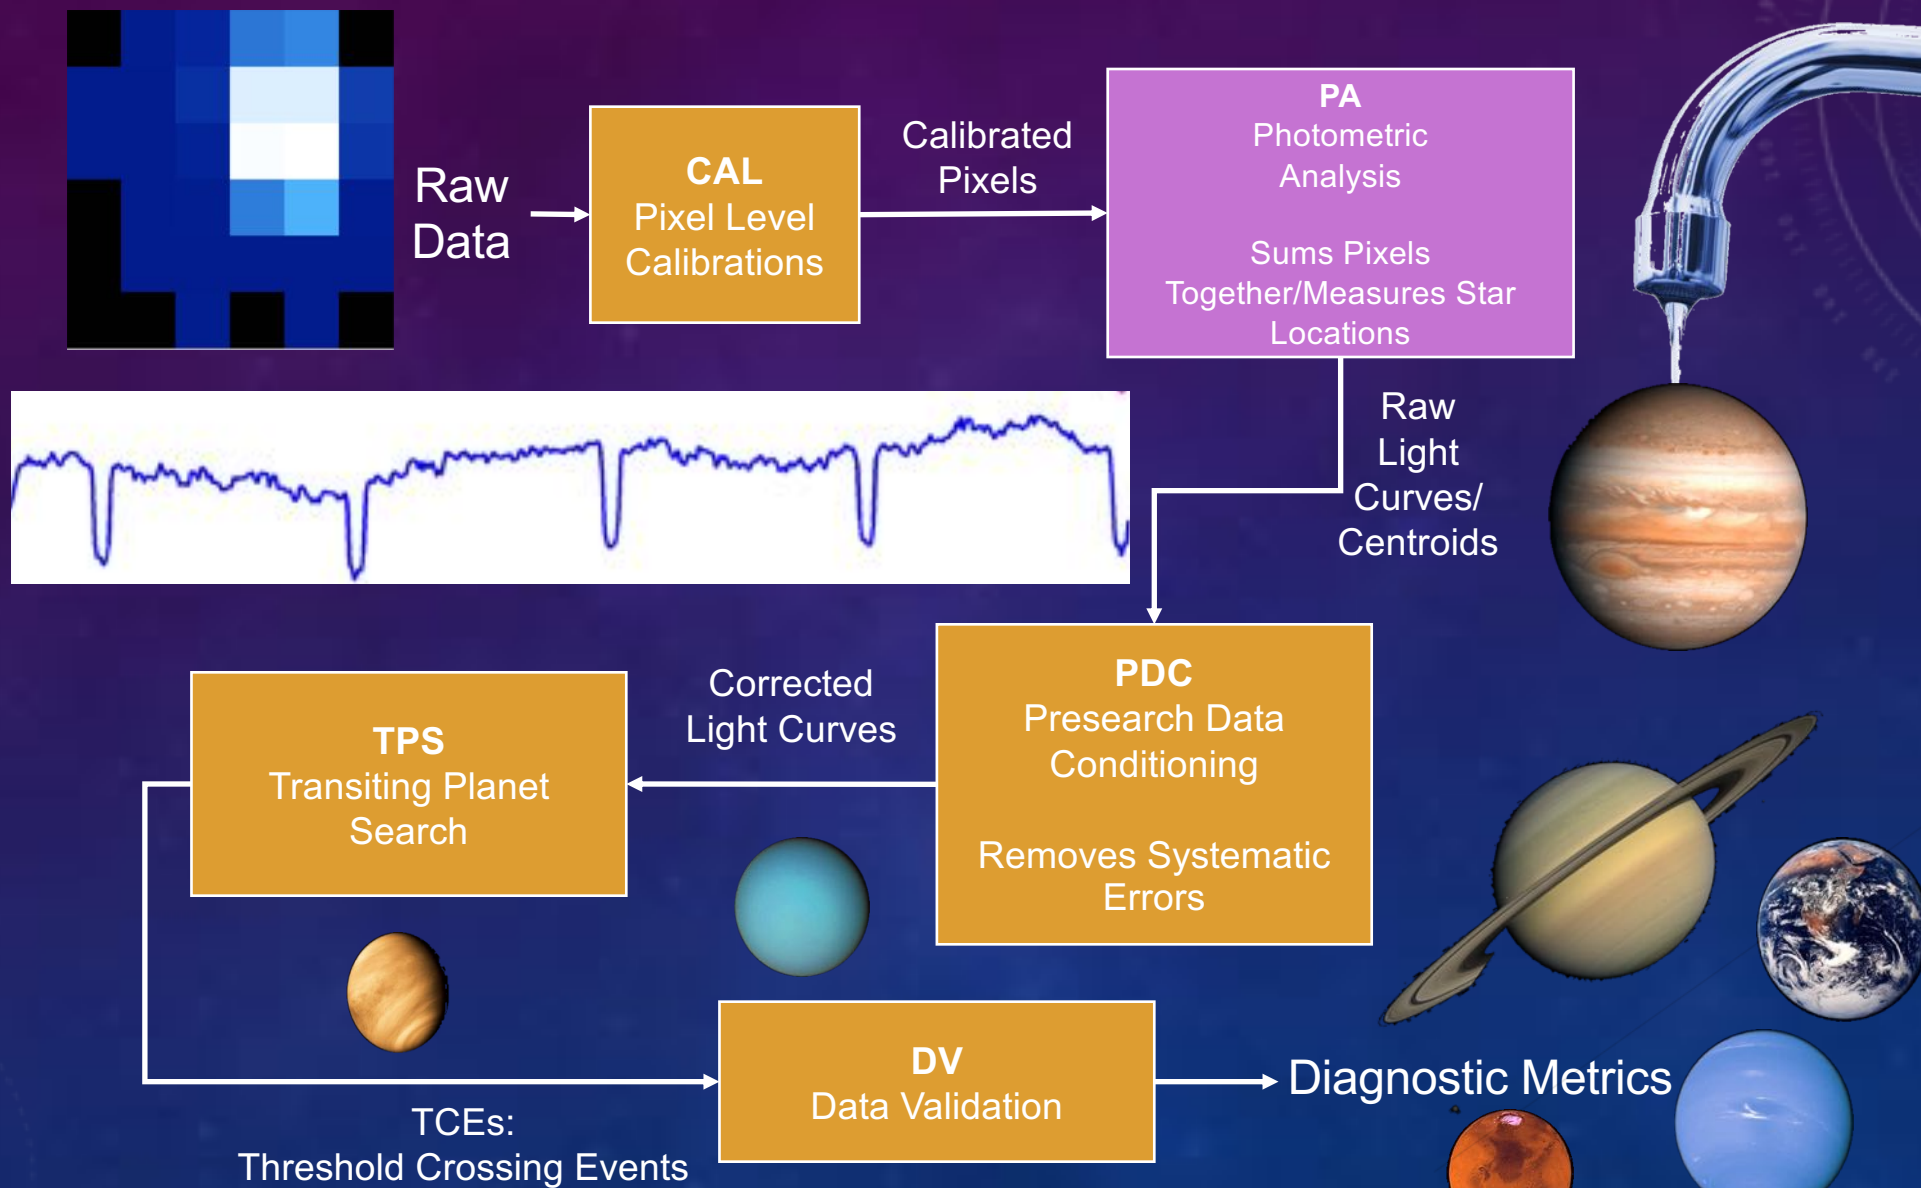 Raw
Data
CAL
Pixel Level
Calibrations
Calibrated
Pixels
PA
Photometric
Analysis
Sums Pixels
Together/Measures Star
Locations
Raw
Light
Curves/
Centroids
PDC
Presearch Data
Conditioning
Removes Systematic
Errors
Corrected
Light Curves
TPS
Transiting Planet
Search
TCEs:
Threshold Crossing Events
DV
Data Validation
Diagnostic Metrics